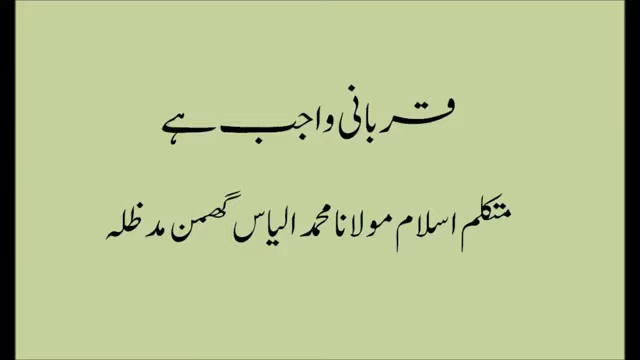 قربانی واجب ہے
متکلم اسلام مولانا محمد الیاس گھمن مدظلہ